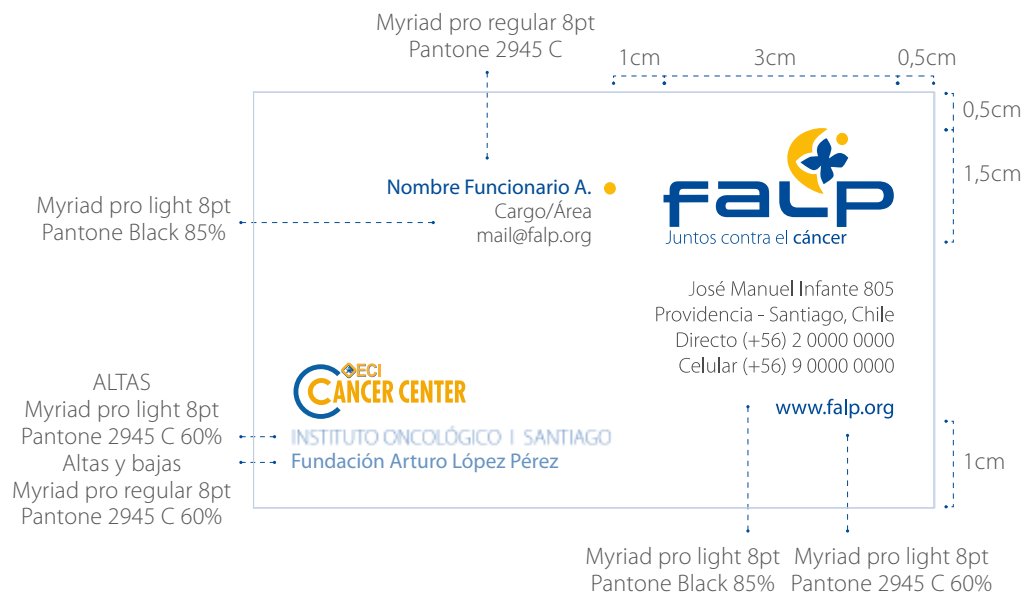 Myriad pro regular 8pt
Pantone 2945 C
1cm
3cm
0,5cm
0,5cm
1,5cm
Nombre Funcionario A.
Cargo/Área
mail@falp.org
Myriad pro light 8pt
Pantone Black 85%
falp
Juntos contra el cáncer
José Manuel Infante 805
Providencia - Santiago, Chile
Directo (+56) 2 0000 0000
Celular (+56) 9 0000 0000
www.falp.org
OECI
CANCER CENTER
INSTITUTO ONCOLÓGICO I SANTIAGO
Fundación Arturo López Pérez
ALTAS
Myriad pro light 8pt
Pantone 2945 C 60%
Altas y bajas
Myriad pro regular 8pt
Pantone 2945 C 60%
1cm
Myriad pro light 8pt
Pantone Black 85%
Myriad pro light 8pt
Pantone 2945 C 60%